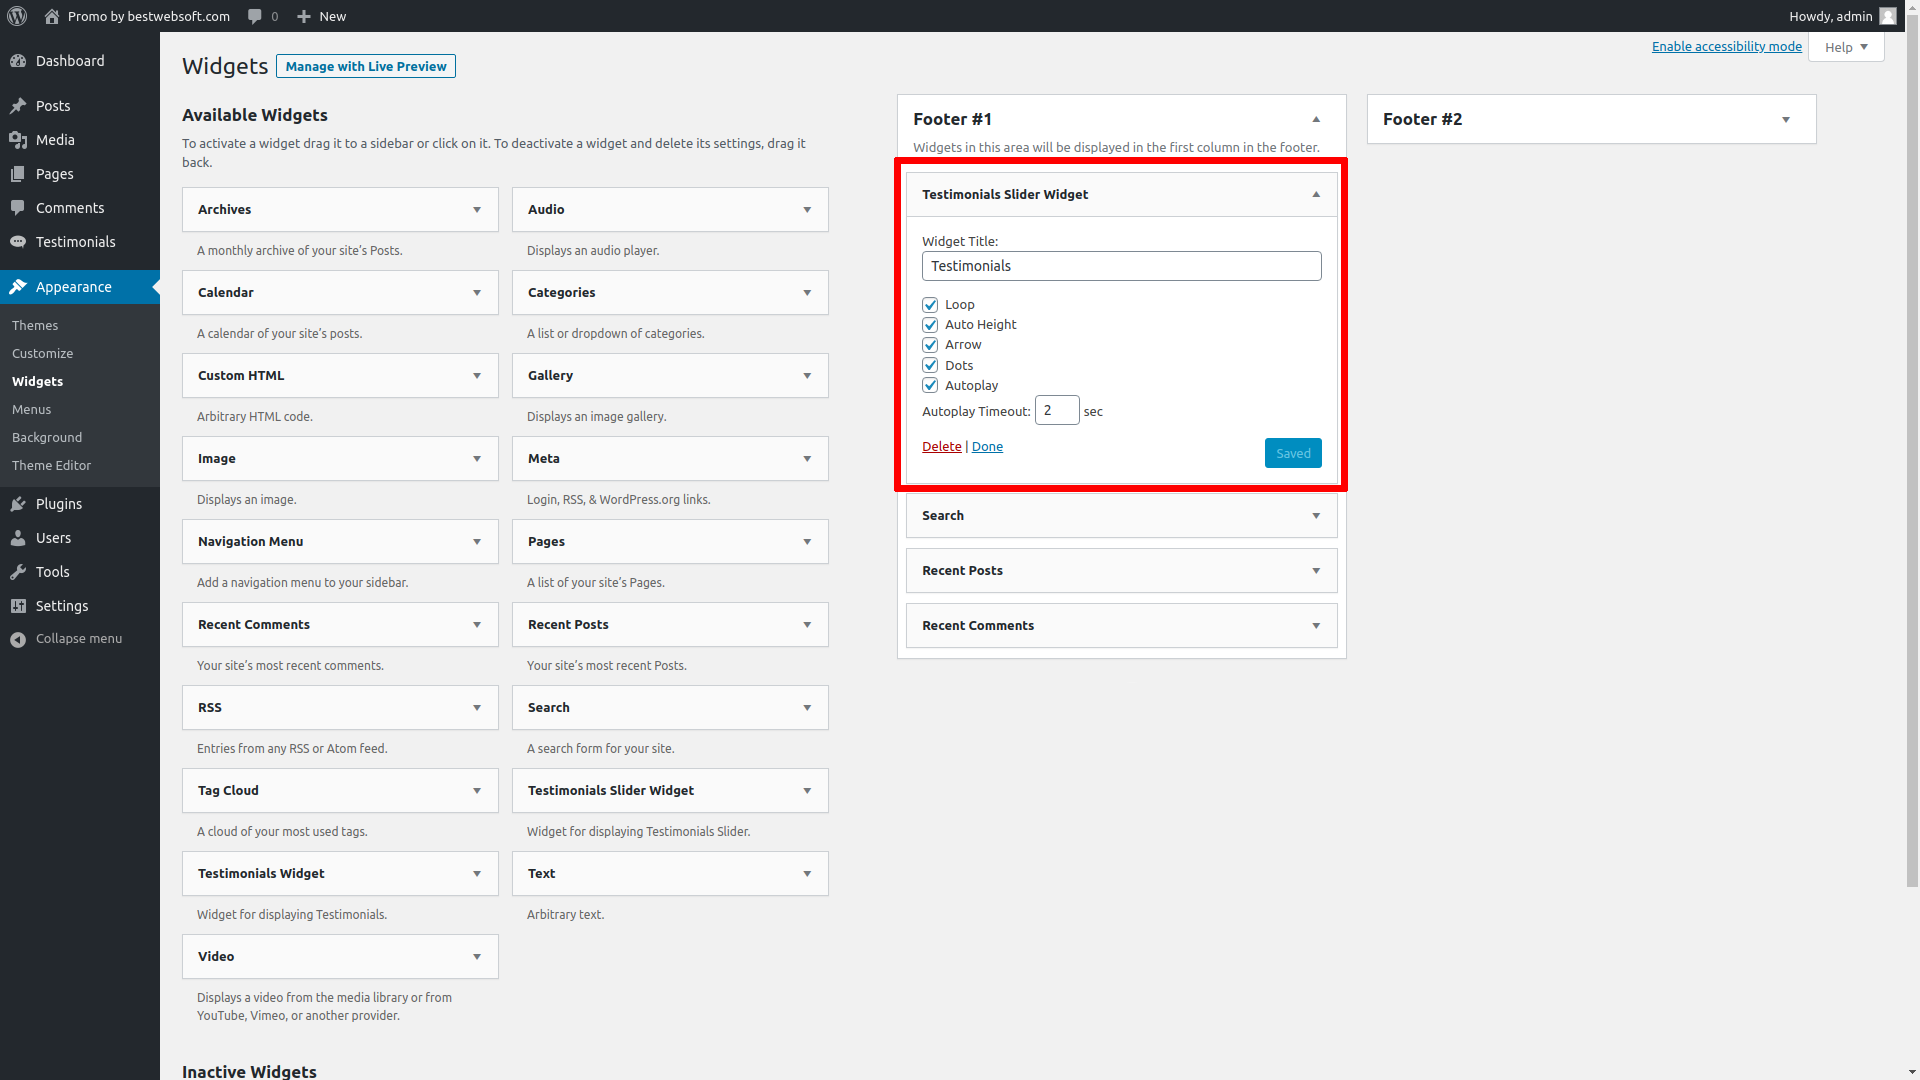 Promo by bestwebsoft.com 0 New Howdy, admin
Dashboard
Posts
Media
Pages
Comments
Testimonials
Appearance
Themes
Customize
Widgets
Menus
Background
Theme Editor
Plugins
Users
Tools
Settings
Collapse menu
Enable accessibility mode Help
Widgets Manage with Live Preview
Available Widgets
To activate a widget drag it to a sidebar or click on it. To deactivate a widget and delete its settings, drag it
back.
Archives Audio
A monthly archive of your site's Posts. Displays an audio player.
Calendar Categories
A calendar of your site's posts. A list or dropdown of categories.
Custom HTML Gallery
Arbitrary HTML code. Displays an image gallery.
Image Meta
Displays an image. Login, RSS, & WordPress.org links.
Navigation Menu Pages
Add a navigation menu to your sidebar. A list of your site's Pages.
Recent Comments Recent Posts
Your site's most recent comments. Your site's most recent Posts.
RSS Search
Entries from any RSS or Atom feed. A search form for your site.
Tag Cloud Testimonials Slider Widget
A cloud of your most used tags. Widget for displaying Testimonials Slider.
Testimonials Widget Text
Widget for displaying Testimonials. Arbitrary text.
Video
Displays a video from the media library or from
YouTube, Vimeo, or another provider.
Inactive Widgets
Footer #1
Widgets in this area will be displayed in the first column in the footer.
Testimonials Slider Widget
Widget Title:
Testimonials
Loop
Auto Height
Arrow
Dots
Autoplay
Autoplay Timeout: 2 sec
Delete | Done Saved
Search
Recent Posts
Recent Comments
Footer #2